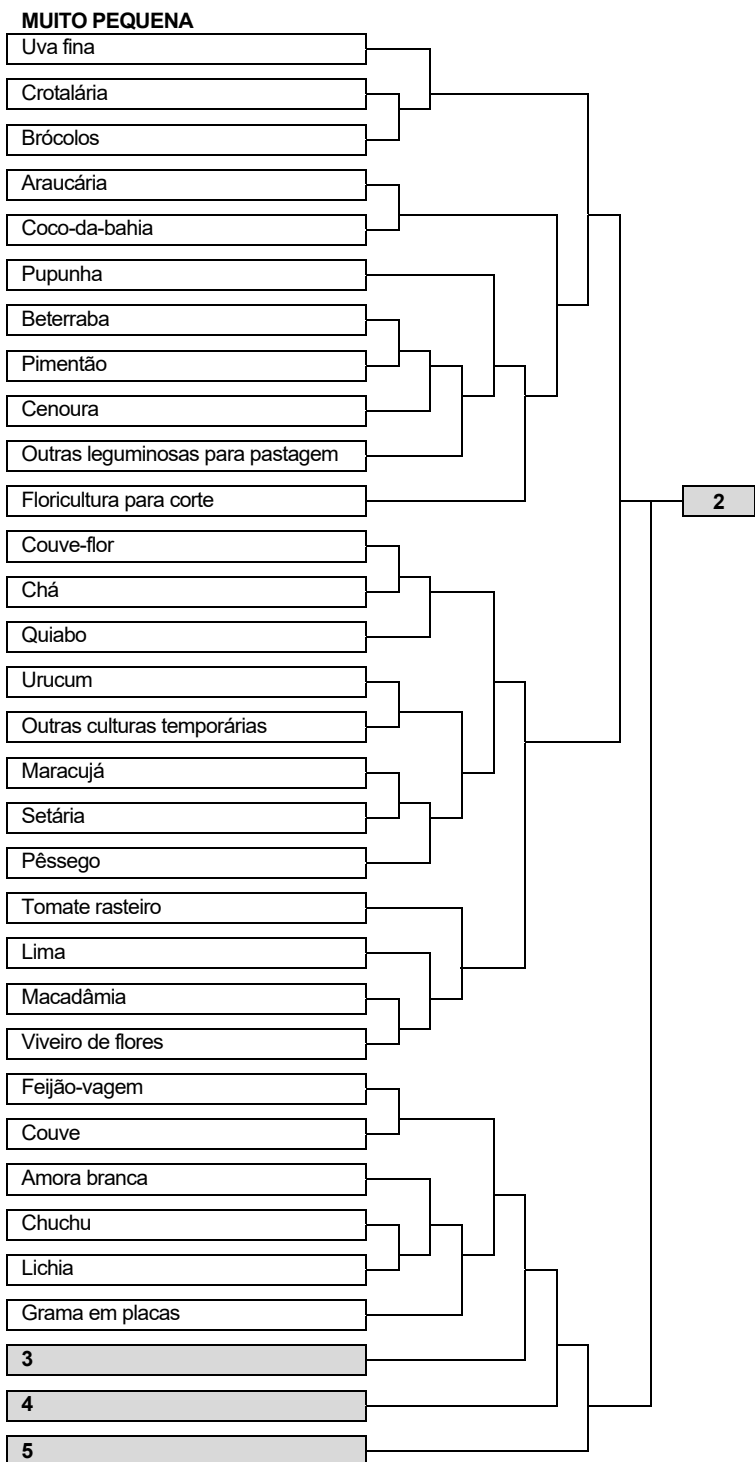 MUITO PEQUENA
Uva fina
Crotalária
Brócolos
Araucária
Coco-da-bahia
Pupunha
Beterraba
Pimentão
Cenoura
Outras leguminosas para pastagem
Floricultura para corte
2
Couve-flor
Chá
Quiabo
Urucum
Outras culturas temporárias
Maracujá
Setária
Pêssego
Tomate rasteiro
Lima
Macadâmia
Viveiro de flores
Feijão-vagem
Couve
Amora branca
Chuchu
Lichia
Grama em placas
3
4
5